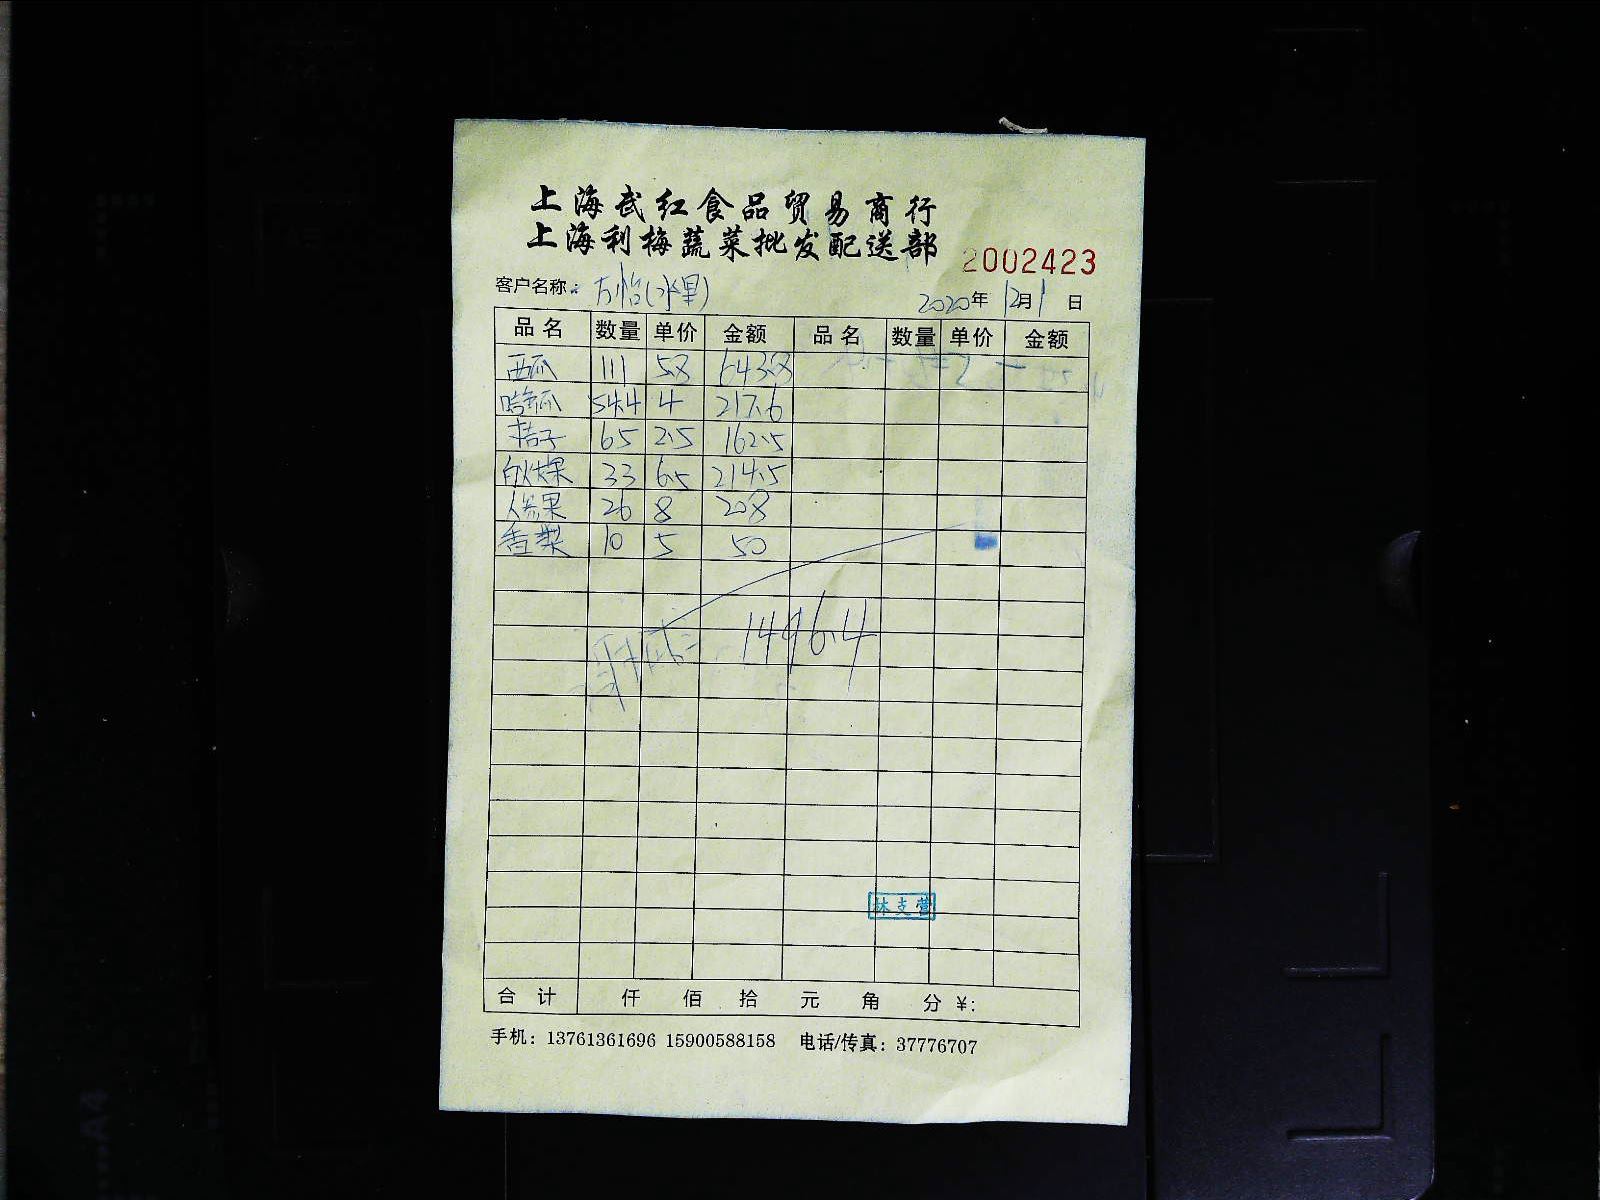 上海武红食品贸易商行
上海利梅蔬菜批发配送部
2002423
客户名称: 方怡(水果)
2020年 12月1日
品名 数量 单价 金额 品名 数量 单价 金额
西瓜 111 5.8 643.8
哈密瓜 54.4 4 217.6
桔子 65 2.5 162.5
白火龙果 33 6.5 214.5
人参果 26 8 208
香梨 10 5 50
1496.4
林支营
合计 仟 佰 拾 元 角 分 ¥:
手机: 13761361696 15900588158 电话/传真: 37776707